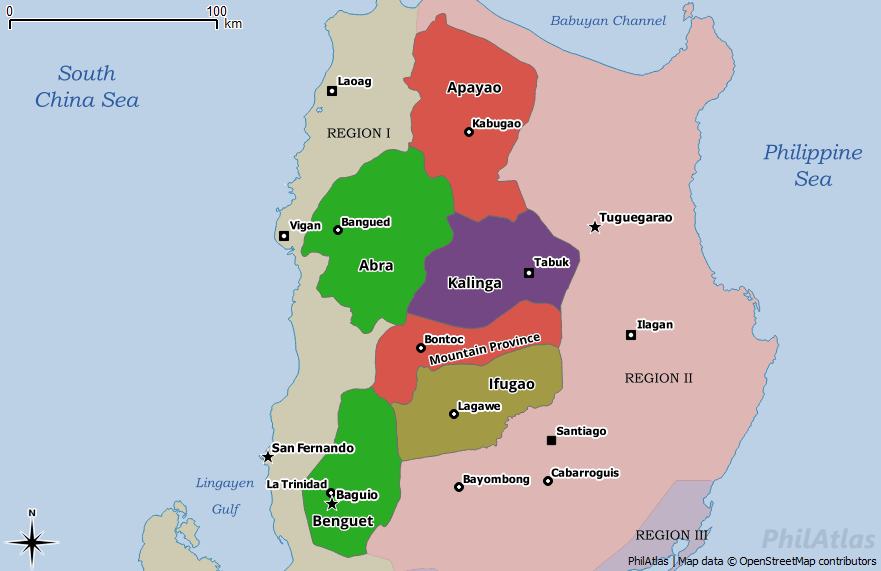 0
100
km
Babuyan Channel
South
China Sea
Laoag
Apayao
Kabugao
REGION I
Philippine
Sea
Vigan
Bangued
Tuguegarao
Abra
Tabuk
Kalinga
Ilagan
Bontoc
Mountain Province
Ifugao
REGION II
Lagawe
Santiago
San Fernando
Cabarroguis
Bayombong
Lingayen
Gulf
La Trinidad
Baguio
Benguet
N
REGION III
PhilAtlas
PhilAtlas | Map data © OpenStreetMap contributors